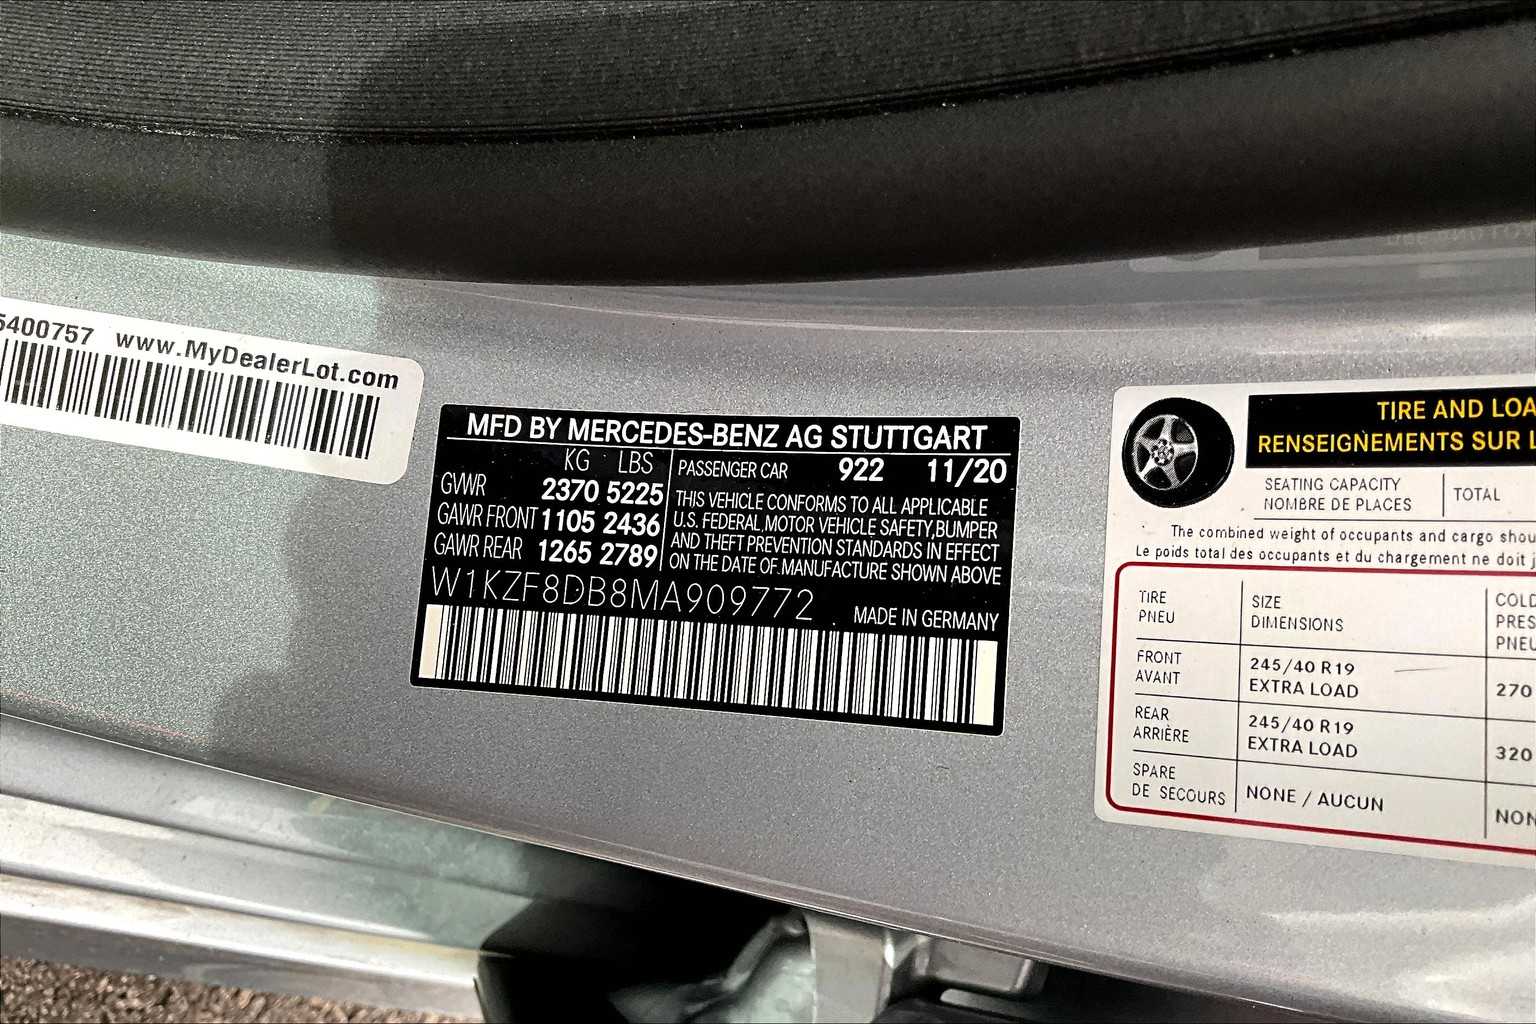 5400757 www.MyDealerLot.com
MFD BY MERCEDES-BENZ AG STUTTGART
KG LBS
GVWR 2370 5225
GAWR FRONT 1105 2436
GAWR REAR 1265 2789
PASSENGER CAR 922 11/20
THIS VEHICLE CONFORMS TO ALL APPLICABLE
U.S. FEDERAL,MOTOR VEHICLE SAFETY,BUMPER
AND THEFT PREVENTION STANDARDS IN EFFECT
ON THE DATE OF MANUFACTURE SHOWN ABOVE
W1KZF8DB8MA909772
MADE IN GERMANY
TIRE AND LOA
RENSEIGNEMENTS SUR L
SEATING CAPACITY
NOMBRE DE PLACES
TOTAL
The combined weight of occupants and cargo shou
Le poids total des occupants et du chargement ne doit j
TIRE
PNEU
SIZE
DIMENSIONS
COLD
PRES
PNEU
FRONT
AVANT
245/40 R19
EXTRA LOAD
270
REAR
ARRIÈRE
245/40 R19
EXTRA LOAD
320
SPARE
DE SECOURS
NONE / AUCUN
NON